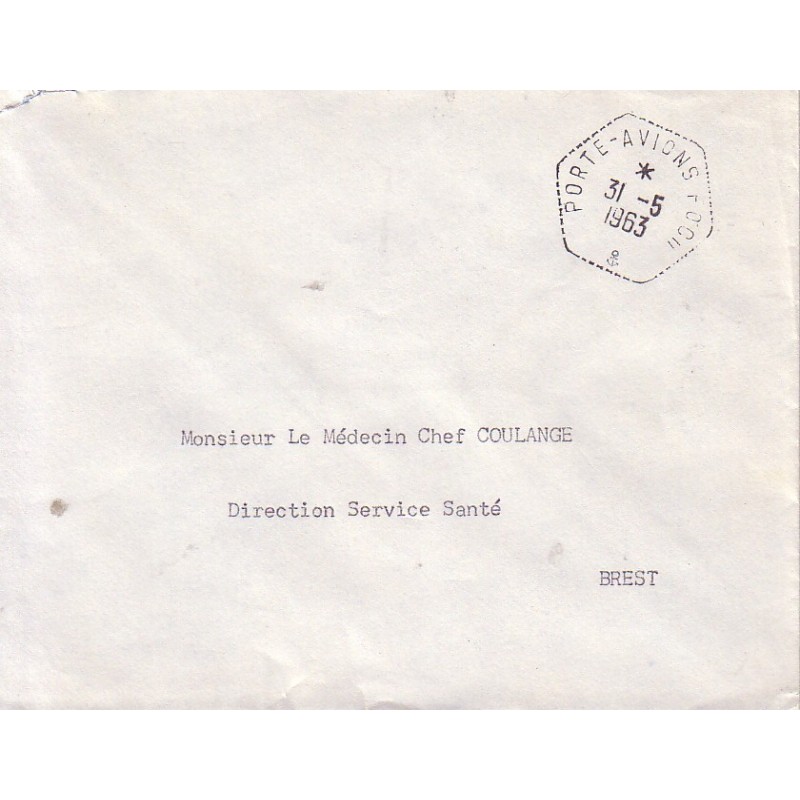 PORTE-AVIONS FOCH
*
31 -5
1963
Monsieur Le Médecin Chef COULANGE
Direction Service Santé
BREST